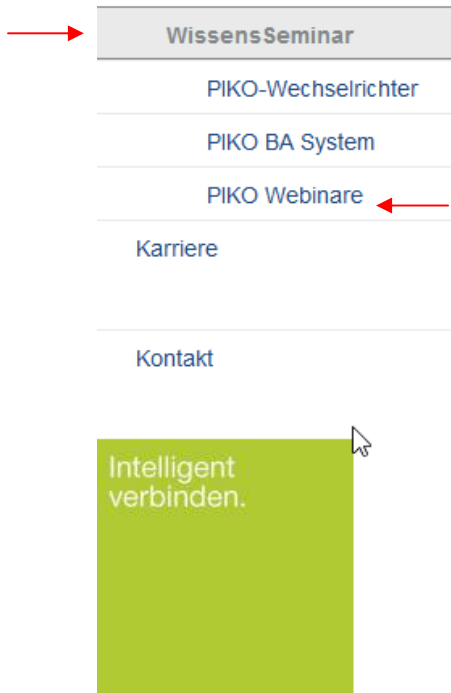 WissensSeminar
PIKO-Wechselrichter
PIKO BA System
PIKO Webinare
Karriere
Kontakt
Intelligent
verbinden.